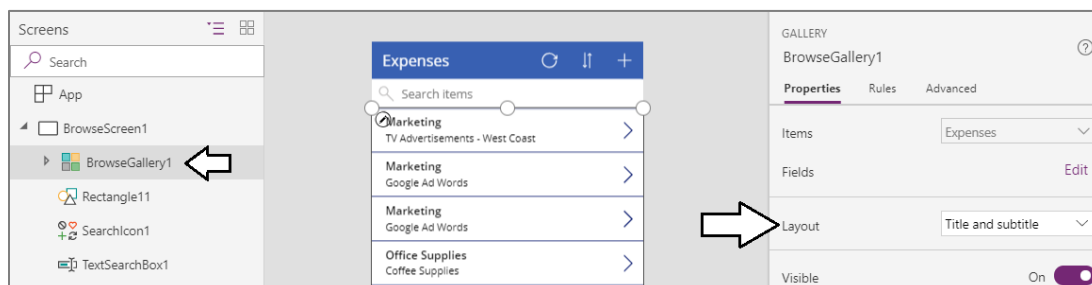 Screens
Search
App
BrowseScreen1
BrowseGallery1
Rectangle11
SearchIcon1
TextSearchBox1
Expenses
Search items
Marketing
TV Advertisements - West Coast
Marketing
Google Ad Words
Marketing
Google Ad Words
Office Supplies
Coffee Supplies
GALLERY
BrowseGallery1
Properties Rules Advanced
Items Expenses
Fields Edit
Layout Title and subtitle
Visible On